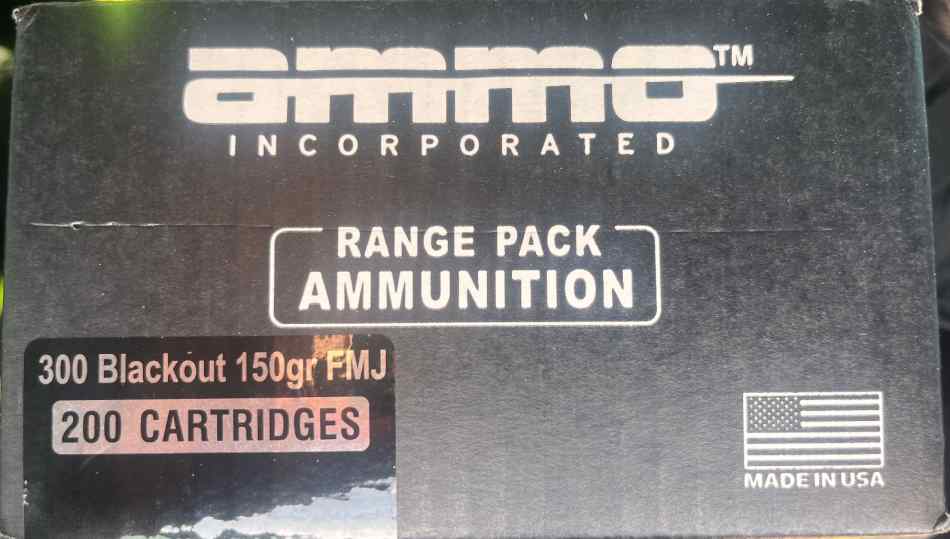 ammo™
INCORPORATED
RANGE PACK
AMMUNITION
300 Blackout 150gr FMJ
200 CARTRIDGES
MADE IN USA